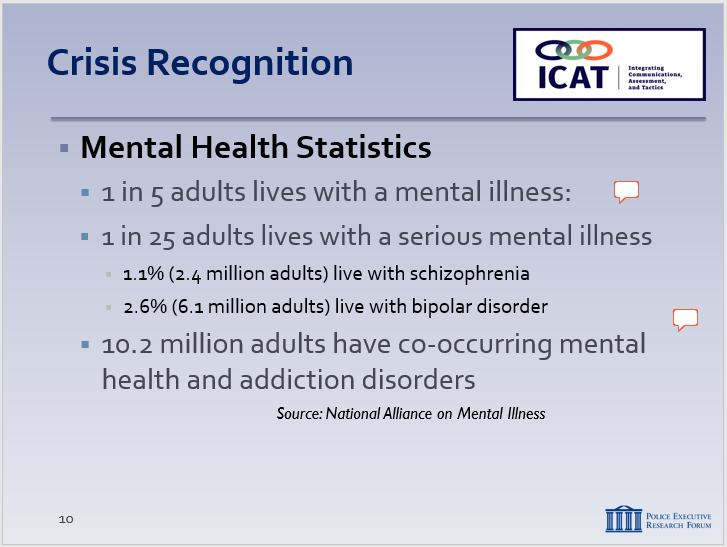 Crisis Recognition
ICAT
Integrating
Communications,
Assessment,
and Tactics
Mental Health Statistics
1 in 5 adults lives with a mental illness:
1 in 25 adults lives with a serious mental illness
1.1% (2.4 million adults) live with schizophrenia
2.6% (6.1 million adults) live with bipolar disorder
10.2 million adults have co-occurring mental
health and addiction disorders
Source: National Alliance on Mental Illness
10
POLICE EXECUTIVE
RESEARCH FORUM